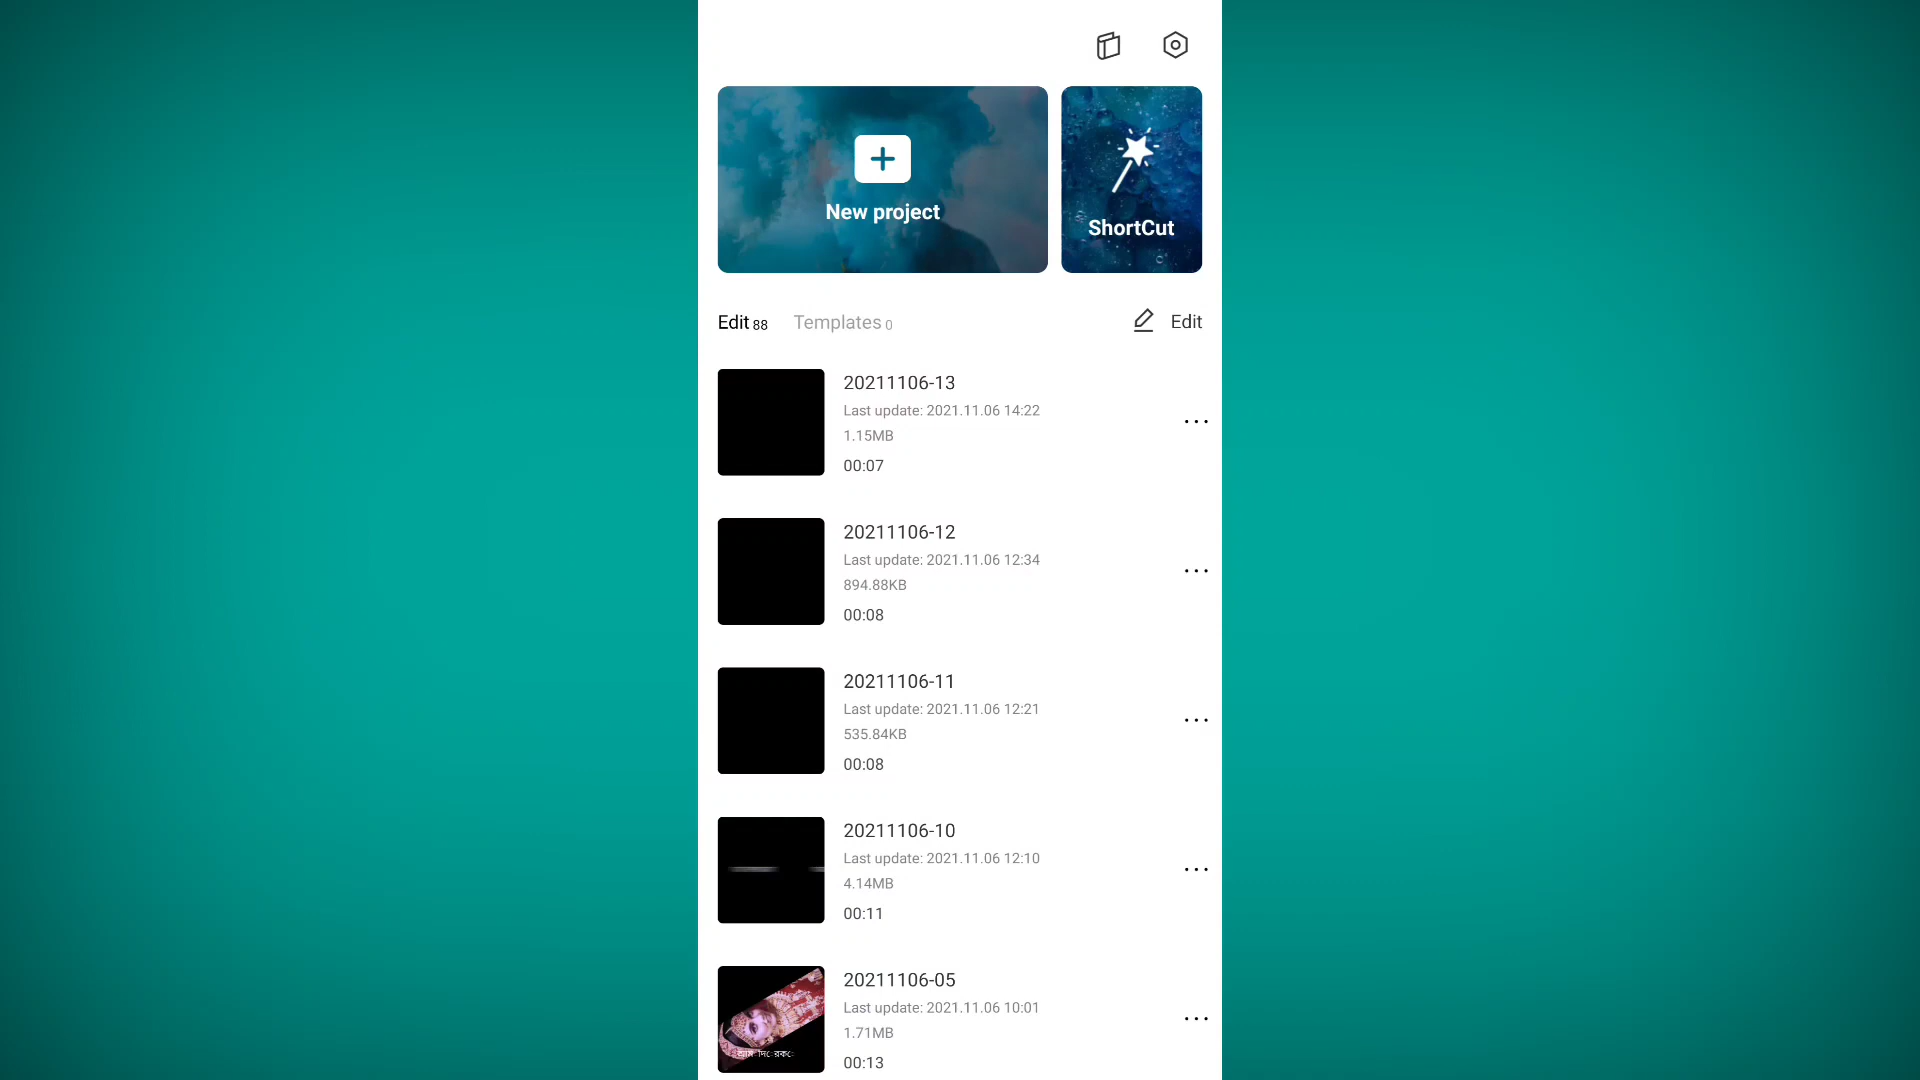 New project
ShortCut
Edit 88
Templates 0
Edit
20211106-13
Last update: 2021.11.06 14:22
1.15MB
00:07
20211106-12
Last update: 2021.11.06 12:34
894.88KB
00:08
20211106-11
Last update: 2021.11.06 12:21
535.84KB
00:08
20211106-10
Last update: 2021.11.06 12:10
4.14MB
00:11
20211106-05
Last update: 2021.11.06 10:01
1.71MB
00:13